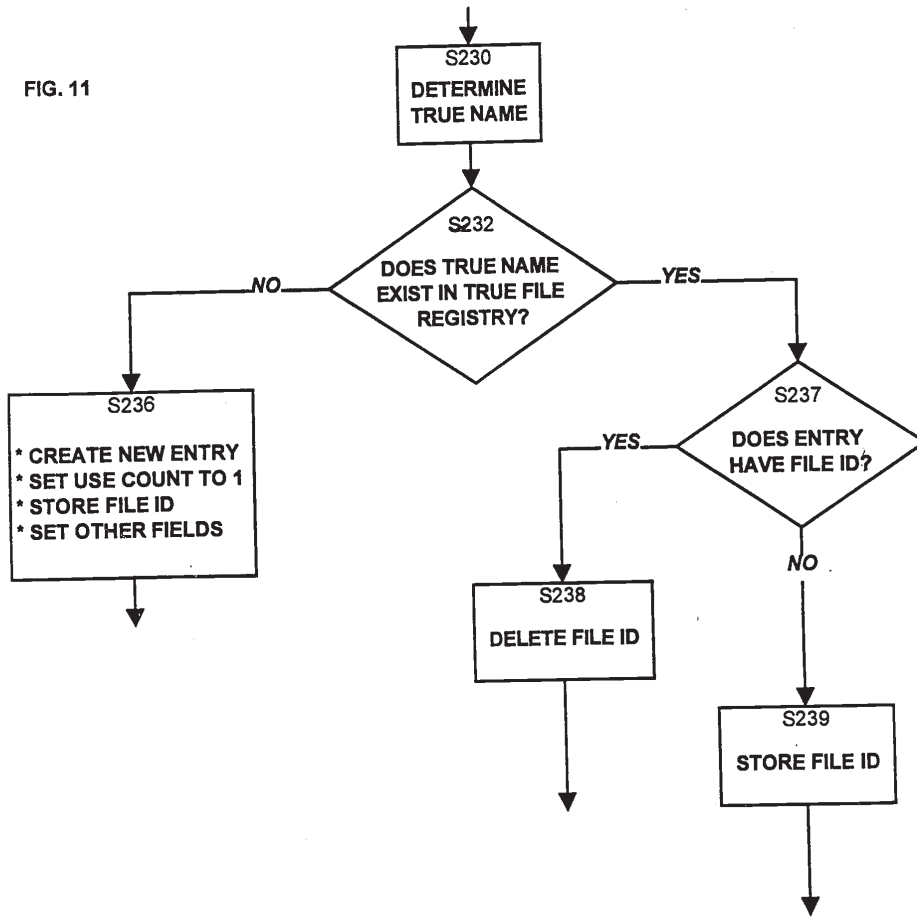 FIG. 11
S230
DETERMINE
TRUE NAME
S232
DOES TRUE NAME
EXIST IN TRUE FILE
REGISTRY?
NO
YES
S236
* CREATE NEW ENTRY
* SET USE COUNT TO 1
* STORE FILE ID
* SET OTHER FIELDS
S237
DOES ENTRY
HAVE FILE ID?
YES
NO
S238
DELETE FILE ID
S239
STORE FILE ID